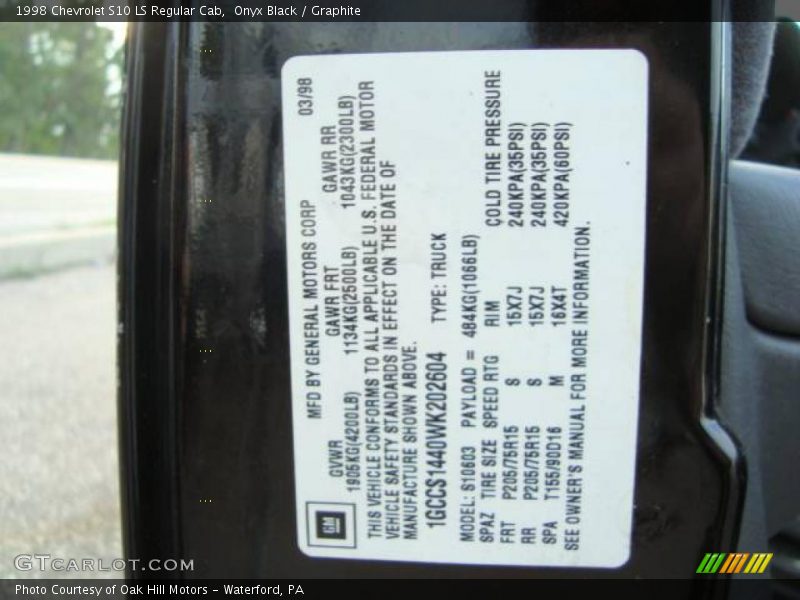 1998 Chevrolet S10 LS Regular Cab, Onyx Black / Graphite
MFD BY GENERAL MOTORS CORP 03/98
GVWR GAWR FRT GAWR RR
1905KG(4200LB) 1134KG(2500LB) 1043KG(2300LB)
THIS VEHICLE CONFORMS TO ALL APPLICABLE U.S. FEDERAL MOTOR
VEHICLE SAFETY STANDARDS IN EFFECT ON THE DATE OF
MANUFACTURE SHOWN ABOVE.
1GCCS1440WK202604 TYPE: TRUCK
MODEL: S10603 PAYLOAD = 484KG(1066LB)
SPAZ TIRE SIZE SPEED RTG RIM COLD TIRE PRESSURE
FRT P205/75R15 S 15X7J 240KPA(35PSI)
RR P205/75R15 S 15X7J 240KPA(35PSI)
SPA T155/90D16 M 16X4T 420KPA(60PSI)
SEE OWNER'S MANUAL FOR MORE INFORMATION.
GM
GTCarLot.com
Photo Courtesy of Oak Hill Motors - Waterford, PA